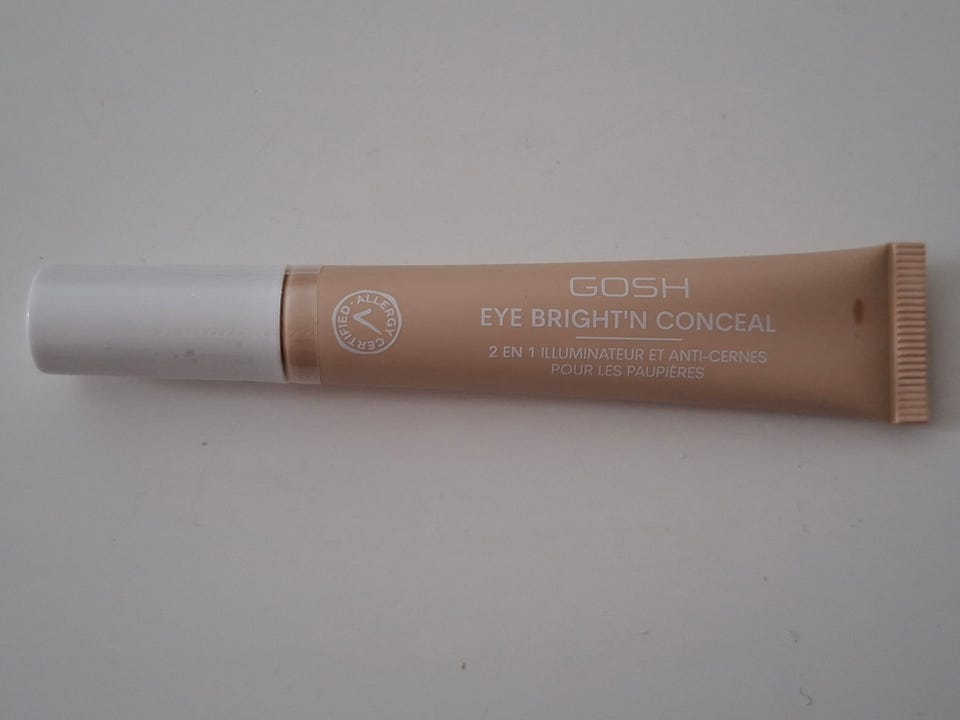 GOSH
EYE BRIGHT'N CONCEAL
2 EN 1 ILLUMINATEUR ET ANTI-CERNES
POUR LES PAUPIÈRES
ALLERGY CERTIFIED